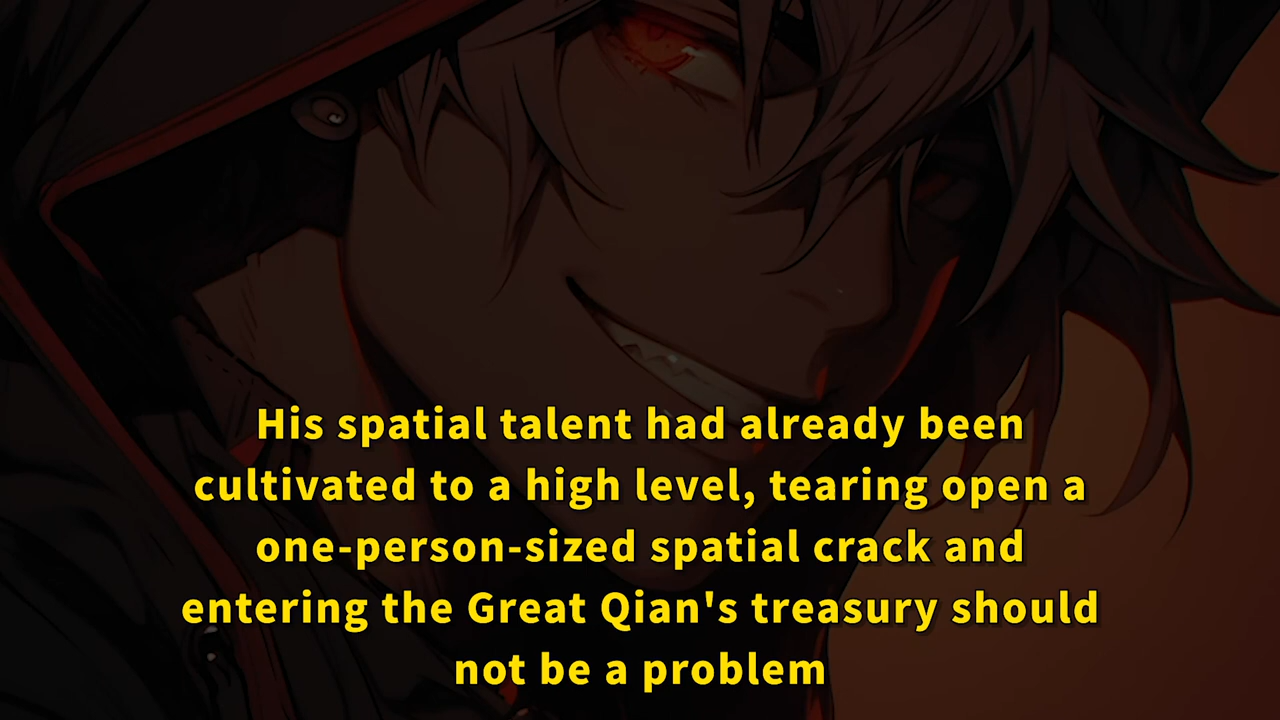 His spatial talent had already been
cultivated to a high level, tearing open a
one-person-sized spatial crack and
entering the Great Qian's treasury should
not be a problem